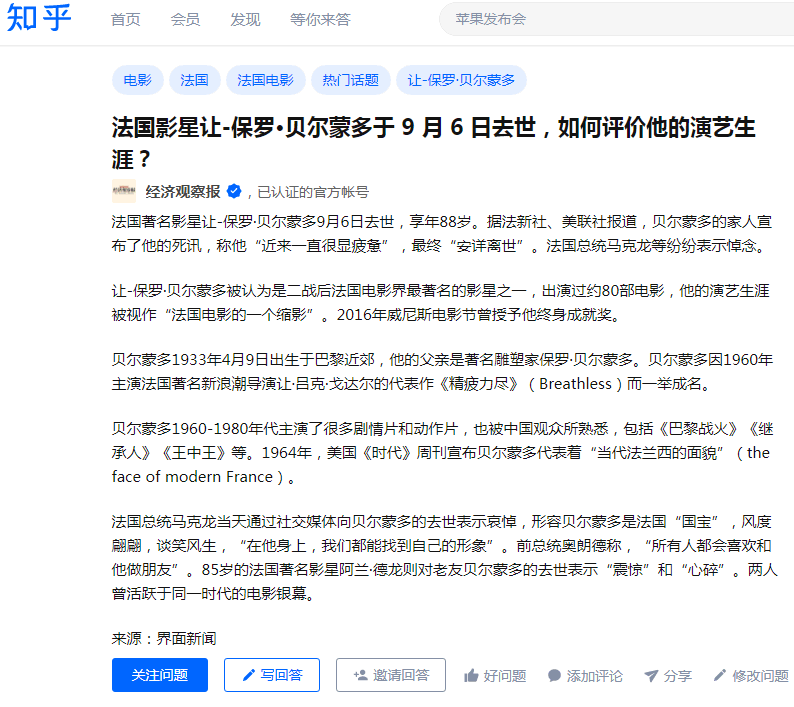 知乎 首页 会员 发现 等你来答 苹果发布会
电影 法国 法国电影 热门话题 让-保罗·贝尔蒙多
法国影星让-保罗·贝尔蒙多于 9 月 6 日去世，如何评价他的演艺生
涯？
经济观察报 ，已认证的官方帐号
法国著名影星让-保罗·贝尔蒙多9月6日去世，享年88岁。据法新社、美联社报道，贝尔蒙多的家人宣
布了他的死讯，称他“近来一直很显疲惫”，最终“安详离世”。法国总统马克龙等纷纷表示悼念。
让-保罗·贝尔蒙多被认为是二战后法国电影界最著名的影星之一，出演过约80部电影，他的演艺生涯
被视作“法国电影的一个缩影”。2016年威尼斯电影节曾授予他终身成就奖。
贝尔蒙多1933年4月9日出生于巴黎近郊，他的父亲是著名雕塑家保罗·贝尔蒙多。贝尔蒙多因1960年
主演法国著名新浪潮导演让·吕克·戈达尔的代表作《精疲力尽》（Breathless）而一举成名。
贝尔蒙多1960-1980年代主演了很多剧情片和动作片，也被中国观众所熟悉，包括《巴黎战火》《继
承人》《王中王》等。1964年，美国《时代》周刊宣布贝尔蒙多代表着“当代法兰西的面貌”（the
face of modern France）。
法国总统马克龙当天通过社交媒体向贝尔蒙多的去世表示哀悼，形容贝尔蒙多是法国“国宝”，风度
翩翩，谈笑风生，“在他身上，我们都能找到自己的形象”。前总统奥朗德称，“所有人都会喜欢和
他做朋友”。85岁的法国著名影星阿兰·德龙则对老友贝尔蒙多的去世表示“震惊”和“心碎”。两人
曾活跃于同一时代的电影银幕。
来源：界面新闻
关注问题 写回答 邀请回答 好问题 添加评论 分享 修改问题